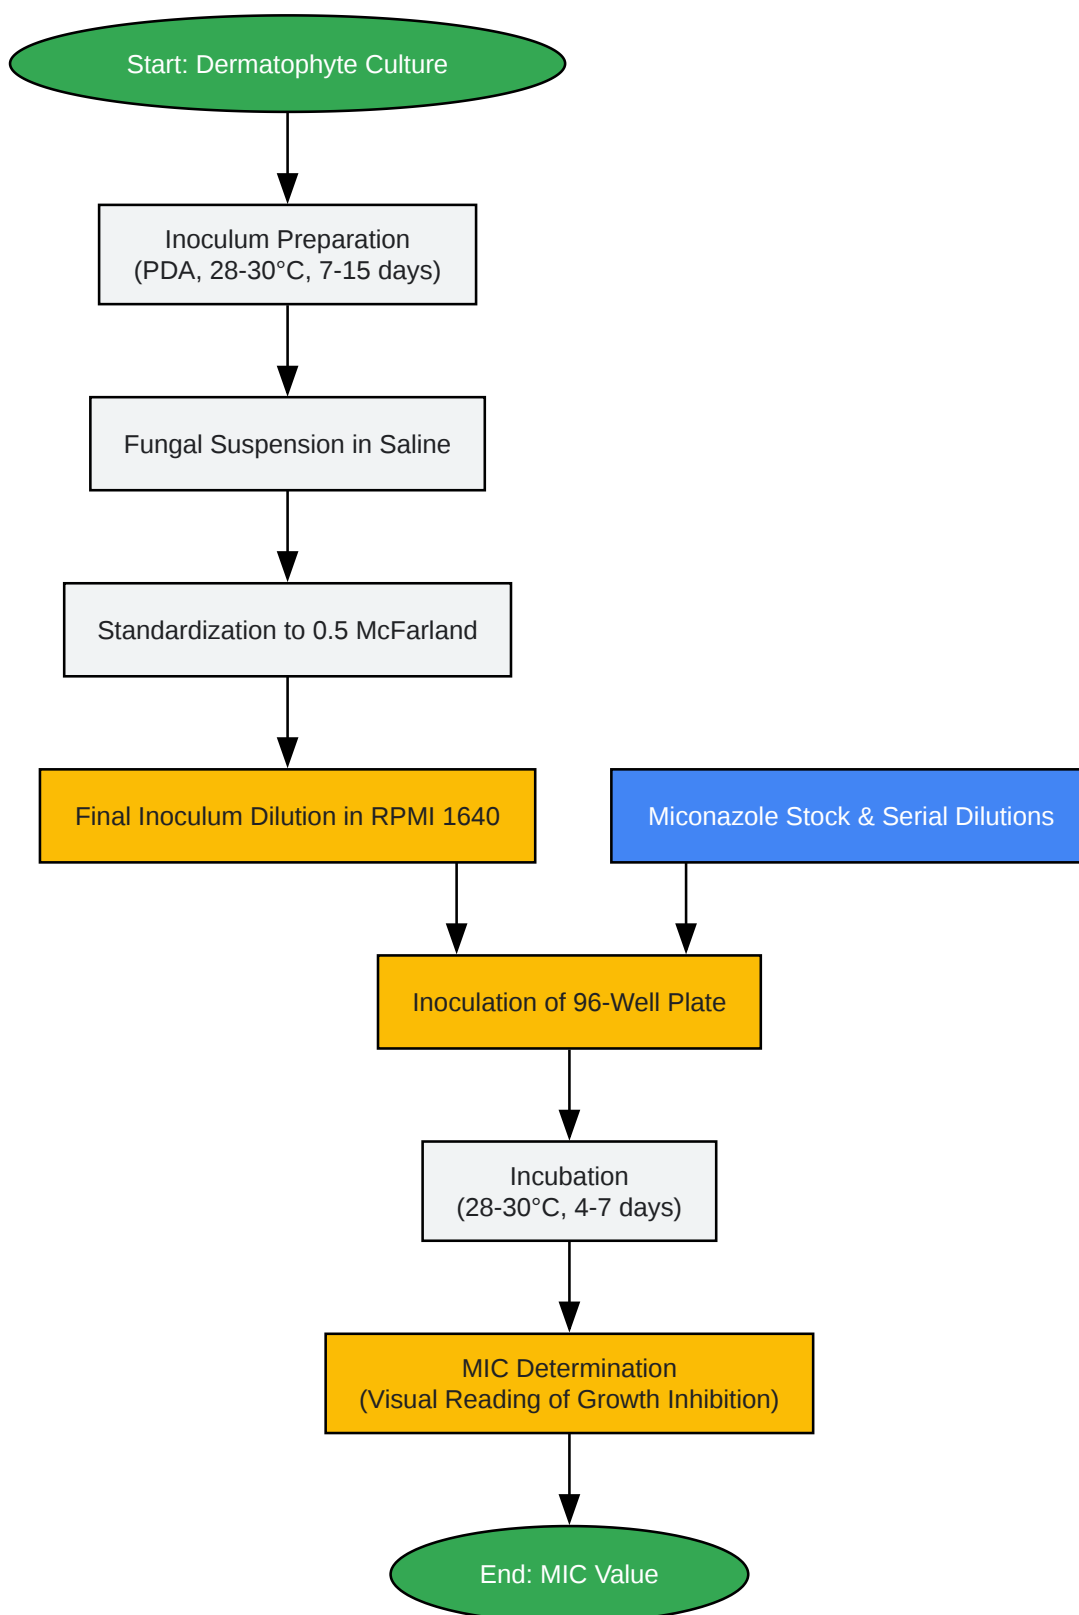 Start: Dermatophyte Culture
Inoculum Preparation
(PDA, 28-30°C, 7-15 days)
Fungal Suspension in Saline
Standardization to 0.5 McFarland
Final Inoculum Dilution in RPMI 1640
Miconazole Stock & Serial Dilutions
Inoculation of 96-Well Plate
Incubation
(28-30°C, 4-7 days)
MIC Determination
(Visual Reading of Growth Inhibition)
End: MIC Value